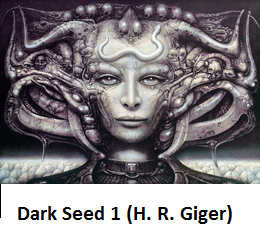 Dark Seed 1 (H. R. Giger)